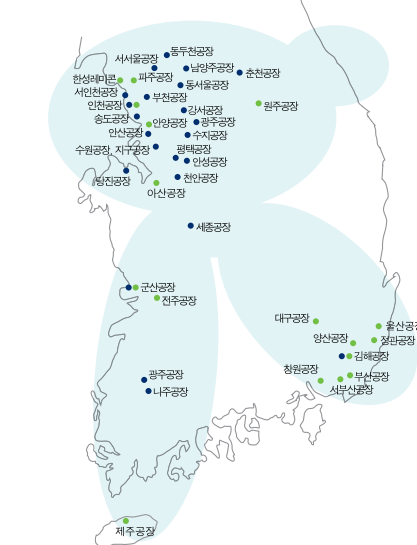 동두천공장
서서울공장
남양주공장
춘천공장
한성레미콘
파주공장
동서울공장
서인천공장
부천공장
인천공장
원주공장
강서공장
송도공장
안양공장
광주공장
안산공장
수지공장
수원공장, 지구공장
평택공장
안성공장
당진공장
천안공장
아산공장
세종공장
군산공장
전주공장
대구공장
울산공장
양산공장
정관공장
김해공장
창원공장
부산공장
서부산공장
광주공장
나주공장
제주공장